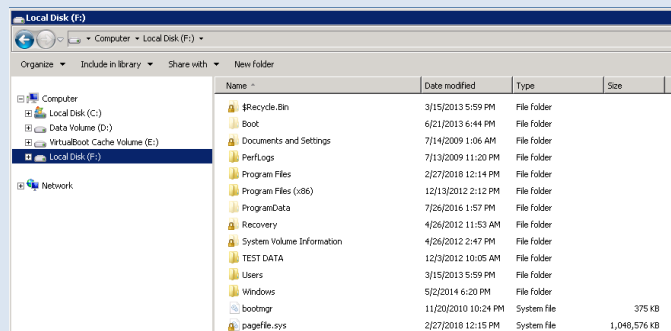 Local Disk (F:)
Computer Local Disk (F:)
Organize Include in library Share with New folder
Name Date modified Type Size
Computer
Local Disk (C:)
Data Volume (D:)
VirtualBoot Cache Volume (E:)
Local Disk (F:)
Network
$Recycle.Bin 3/15/2013 5:59 PM File folder
Boot 6/21/2013 6:44 PM File folder
Documents and Settings 7/14/2009 1:06 AM File folder
PerfLogs 7/13/2009 11:20 PM File folder
Program Files 2/27/2018 12:14 PM File folder
Program Files (x86) 12/13/2012 2:12 PM File folder
ProgramData 7/26/2016 1:57 PM File folder
Recovery 4/26/2012 11:53 AM File folder
System Volume Information 4/26/2012 2:47 PM File folder
TEST DATA 12/3/2012 10:05 AM File folder
Users 3/15/2013 5:59 PM File folder
Windows 5/2/2014 6:20 PM File folder
bootmgr 11/20/2010 10:24 PM System file 375 KB
pagefile.sys 2/27/2018 12:15 PM System file 1,048,576 KB